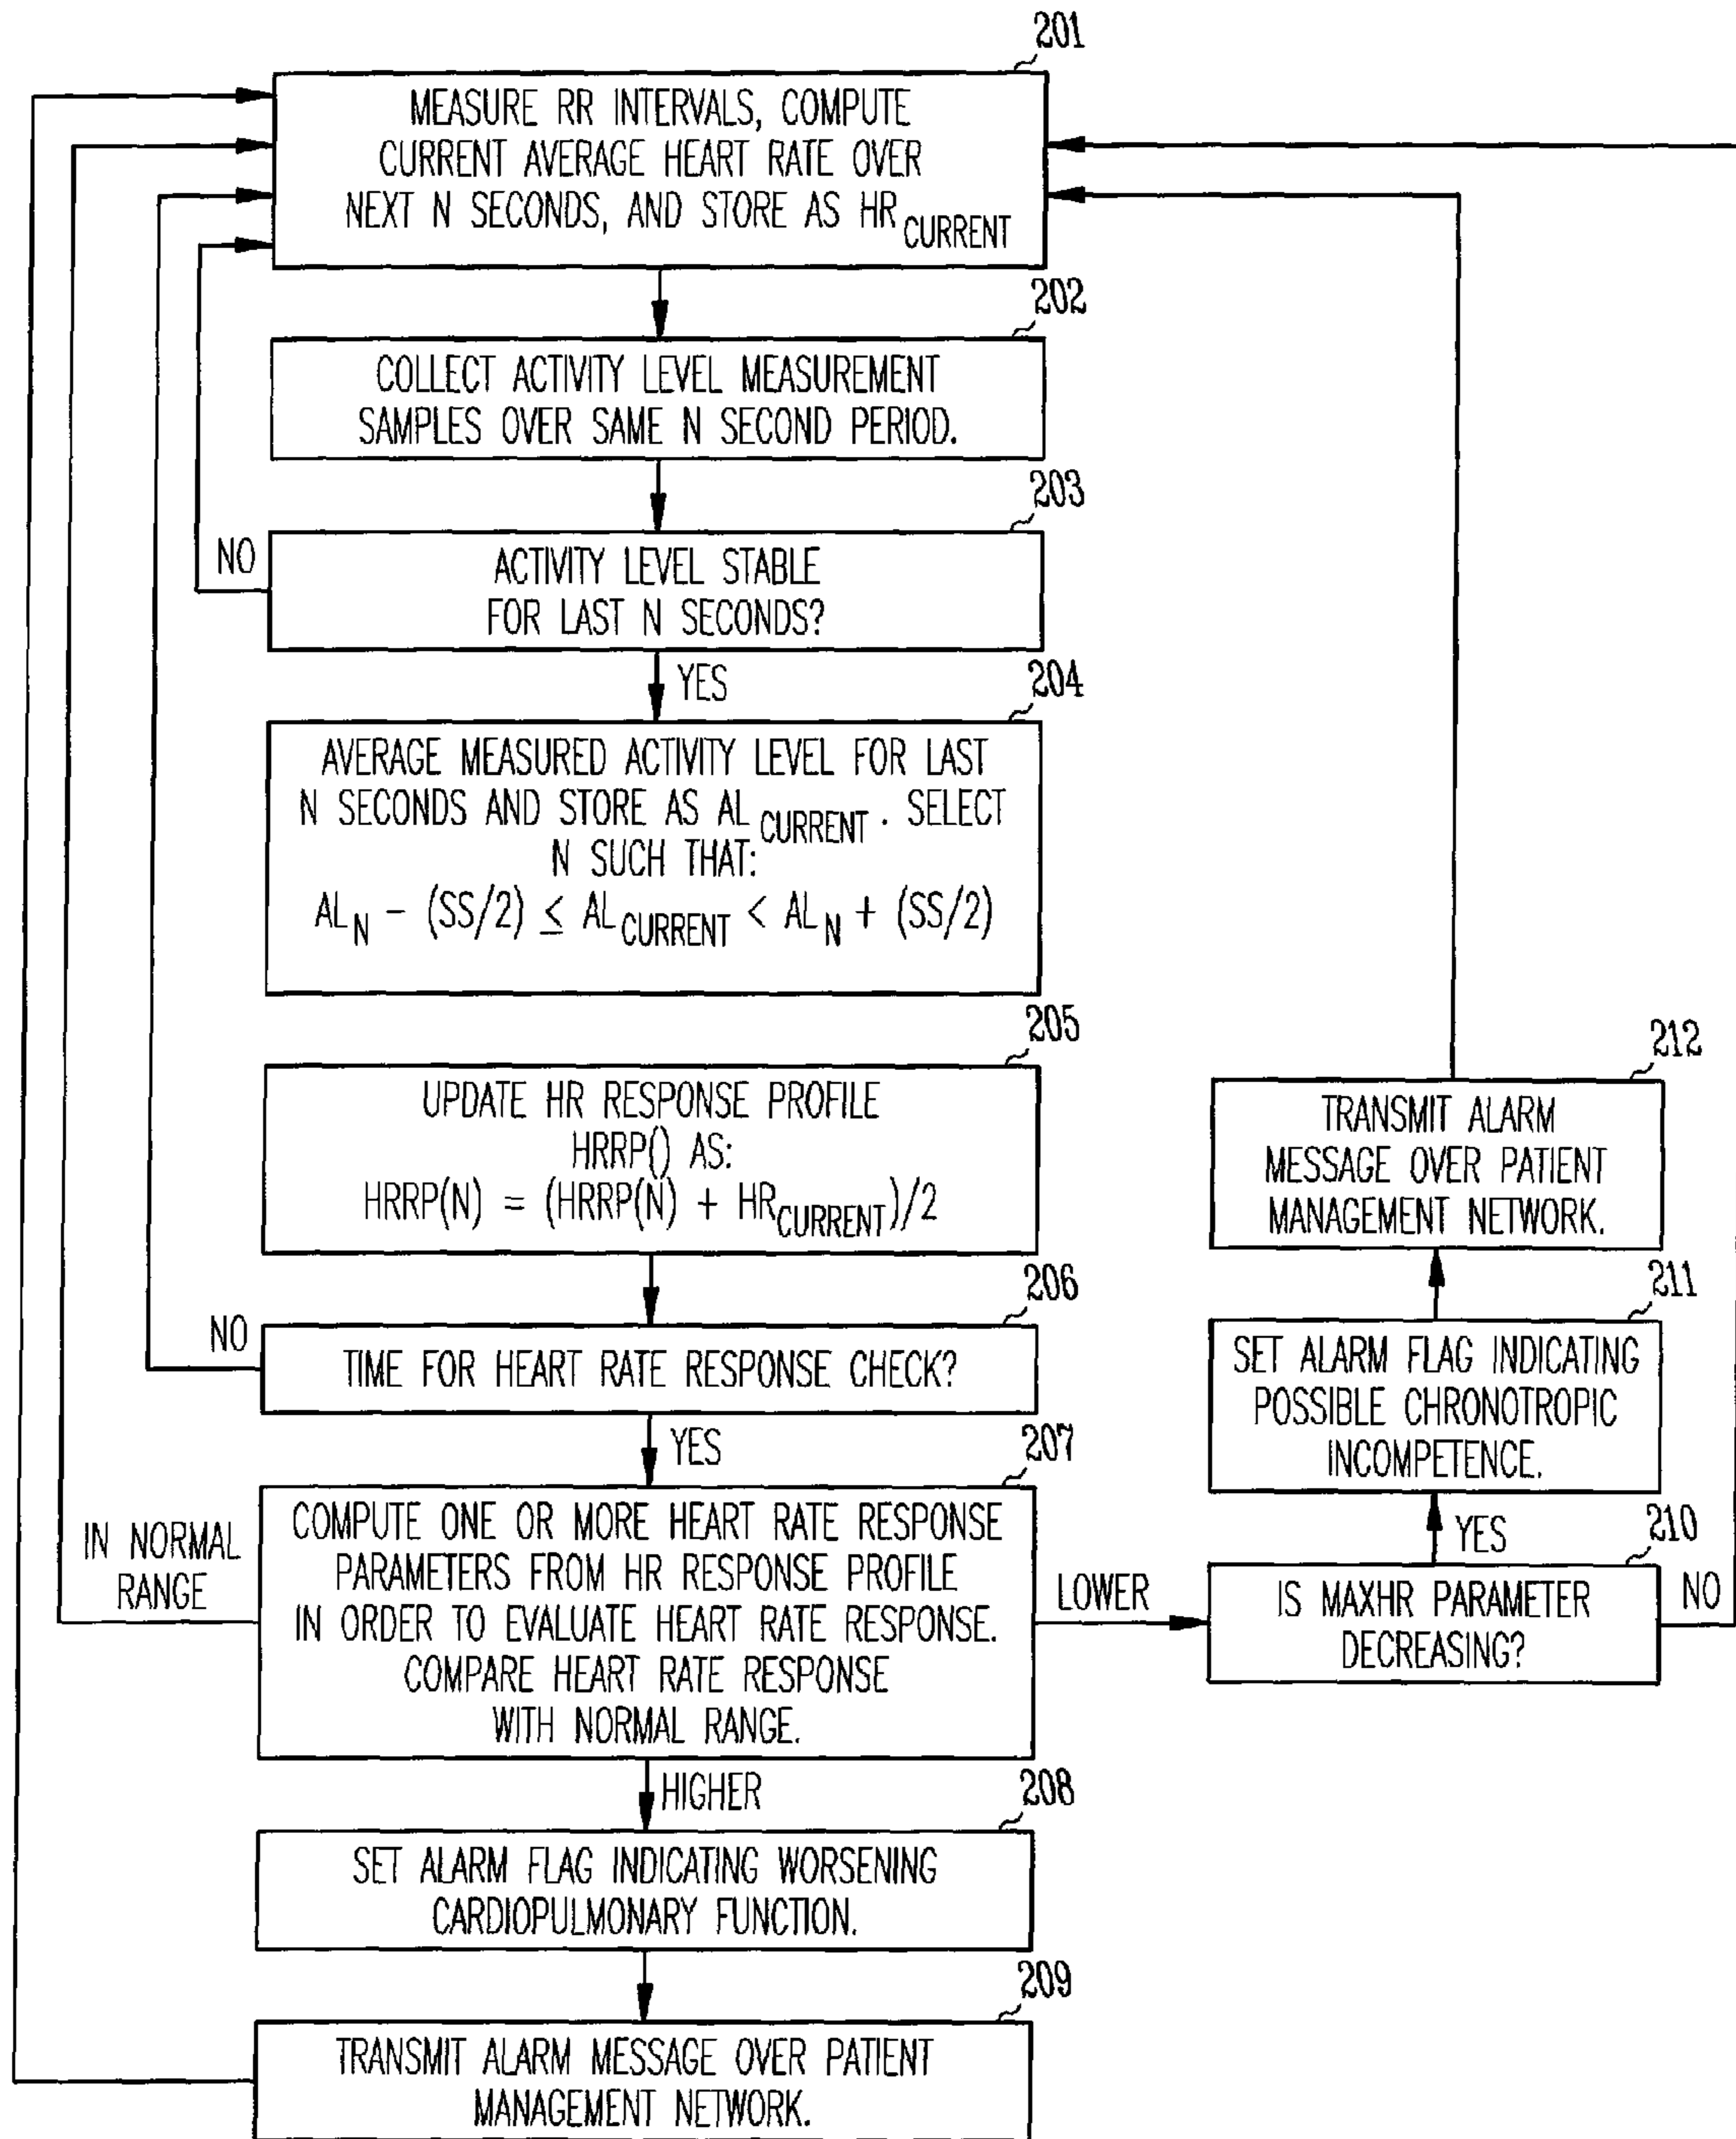 201
MEASURE RR INTERVALS, COMPUTE
CURRENT AVERAGE HEART RATE OVER
NEXT N SECONDS, AND STORE AS HR CURRENT
202
COLLECT ACTIVITY LEVEL MEASUREMENT
SAMPLES OVER SAME N SECOND PERIOD.
203
NO
ACTIVITY LEVEL STABLE
FOR LAST N SECONDS?
YES
204
AVERAGE MEASURED ACTIVITY LEVEL FOR LAST
N SECONDS AND STORE AS AL CURRENT. SELECT
N SUCH THAT:
AL N - (SS/2) ≤ AL CURRENT < AL N + (SS/2)
205
UPDATE HR RESPONSE PROFILE
HRRP() AS:
HRRP(N) = (HRRP(N) + HR CURRENT)/2
206
NO
TIME FOR HEART RATE RESPONSE CHECK?
YES
207
IN NORMAL
RANGE
COMPUTE ONE OR MORE HEART RATE RESPONSE
PARAMETERS FROM HR RESPONSE PROFILE
IN ORDER TO EVALUATE HEART RATE RESPONSE.
COMPARE HEART RATE RESPONSE
WITH NORMAL RANGE.
LOWER
HIGHER
208
SET ALARM FLAG INDICATING WORSENING
CARDIOPULMONARY FUNCTION.
209
TRANSMIT ALARM MESSAGE OVER PATIENT
MANAGEMENT NETWORK.
212
TRANSMIT ALARM
MESSAGE OVER PATIENT
MANAGEMENT NETWORK.
211
SET ALARM FLAG INDICATING
POSSIBLE CHRONOTROPIC
INCOMPETENCE.
YES
210
IS MAXHR PARAMETER
DECREASING?
NO